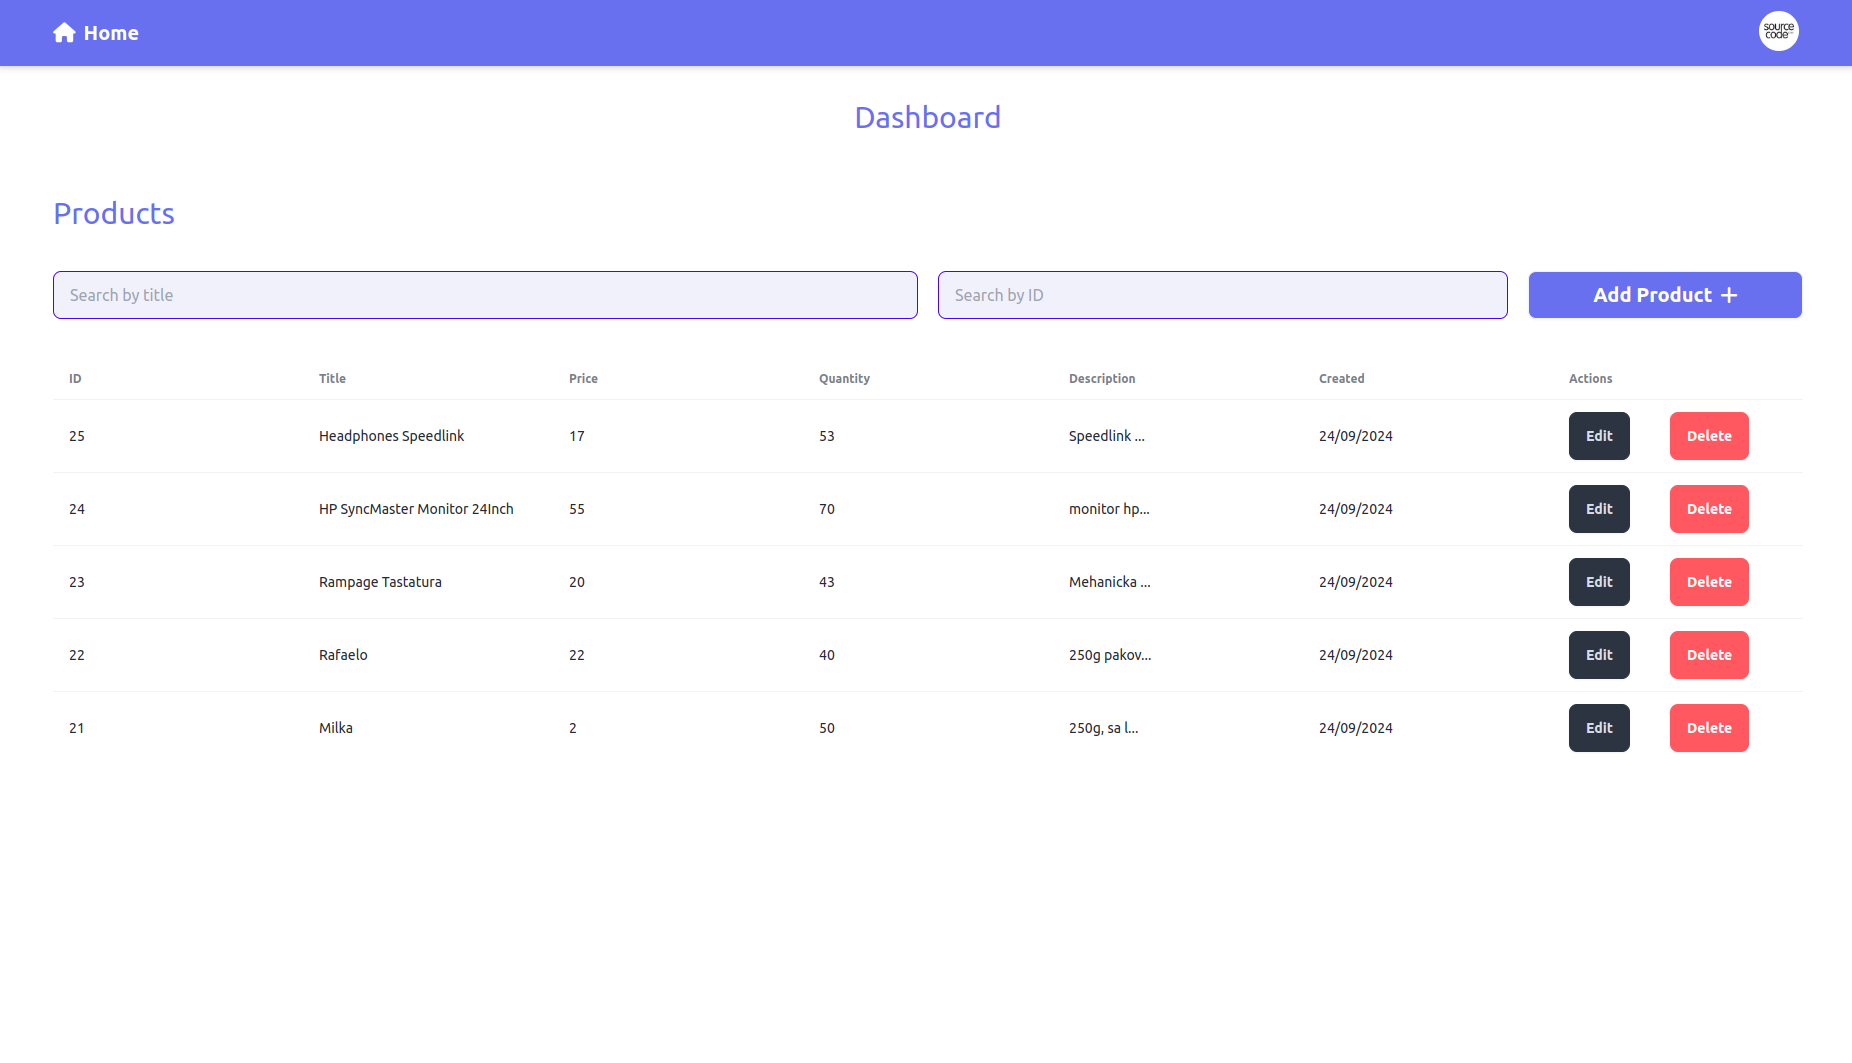 Home
source code
Dashboard
Products
Search by title Search by ID Add Product +
ID Title Price Quantity Description Created Actions
25 Headphones Speedlink 17 53 Speedlink ... 24/09/2024 Edit Delete
24 HP SyncMaster Monitor 24Inch 55 70 monitor hp... 24/09/2024 Edit Delete
23 Rampage Tastatura 20 43 Mehanicka ... 24/09/2024 Edit Delete
22 Rafaelo 22 40 250g pakov... 24/09/2024 Edit Delete
21 Milka 2 50 250g, sa l... 24/09/2024 Edit Delete